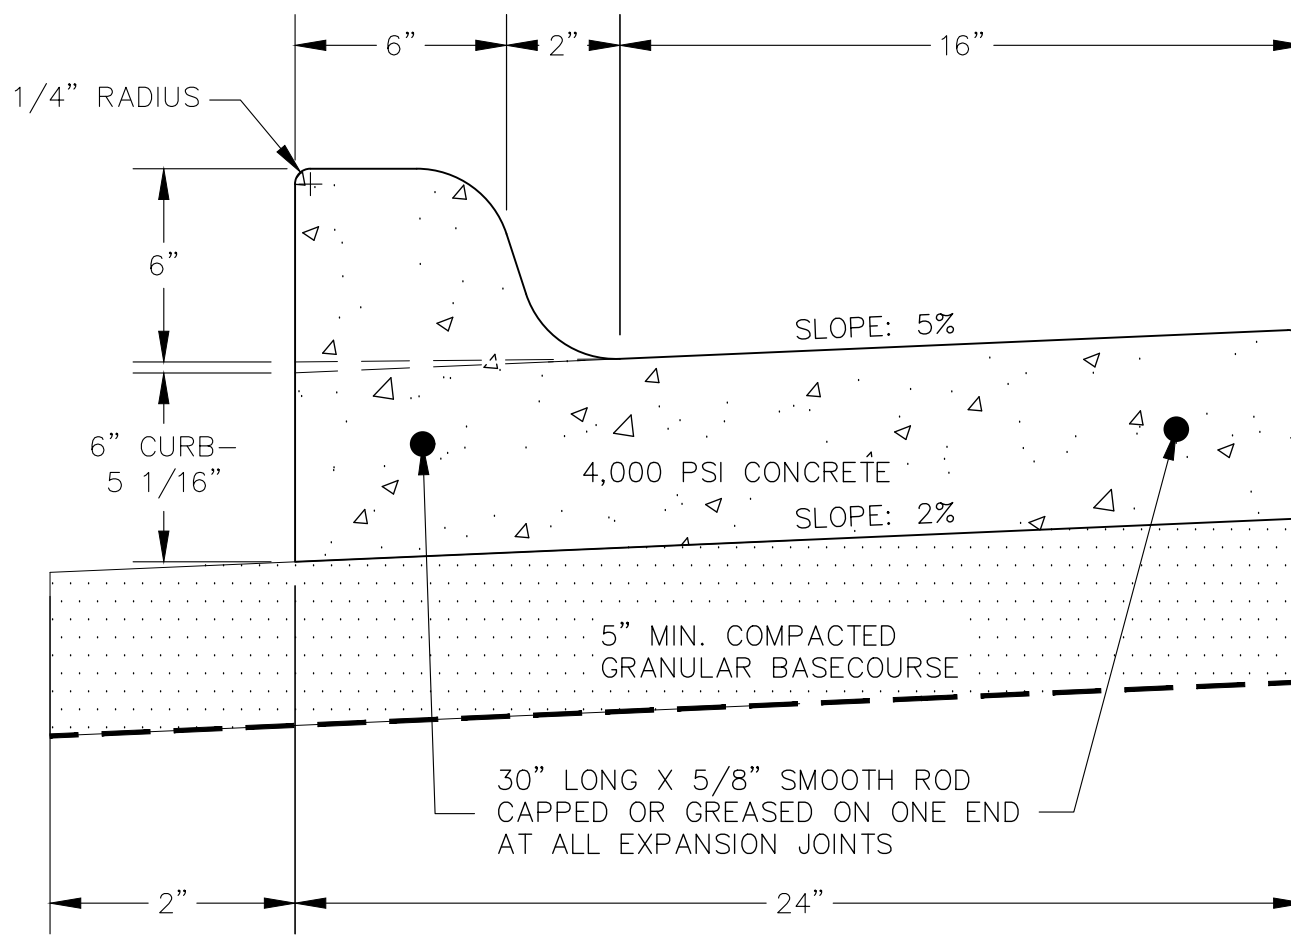 6" 2" 16"
1/4" RADIUS
6"
SLOPE: 5%
6" CURB–
5 1/16"
4,000 PSI CONCRETE
SLOPE: 2%
5" MIN. COMPACTED
GRANULAR BASECOURSE
30" LONG X 5/8" SMOOTH ROD
CAPPED OR GREASED ON ONE END
AT ALL EXPANSION JOINTS
2" 24"